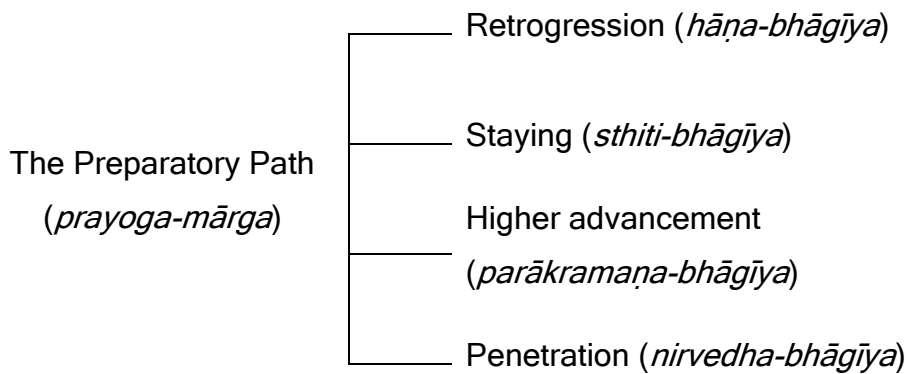 Retrogression (hāṇa-bhāgīya)
Staying (sthiti-bhāgīya)
The Preparatory Path
(prayoga-mārga)
Higher advancement
(parākramaṇa-bhāgīya)
Penetration (nirvedha-bhāgīya)